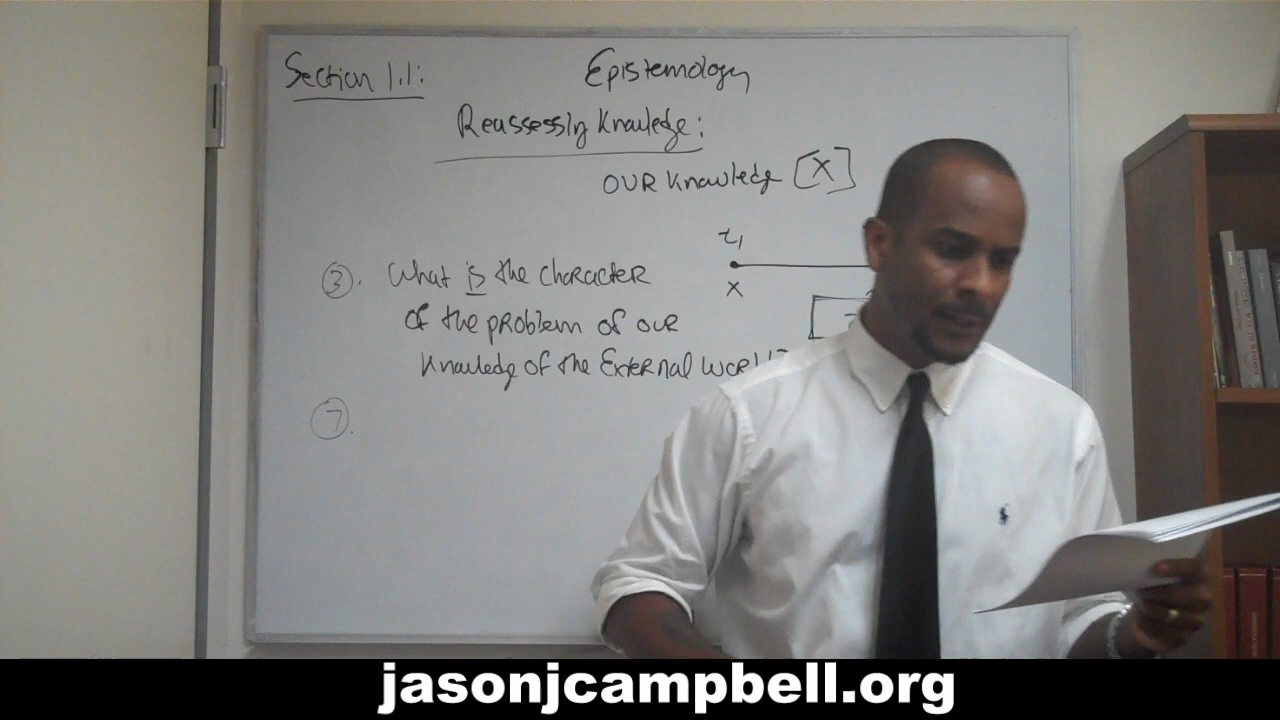 Section 1.1:
Epistemology
Reassessing Knowledge:
OUR Knowledge [X]
t1
X
③. What is the character
of the problem of our
Knowledge of the External World?
⑦.
jasonjcampbell.org